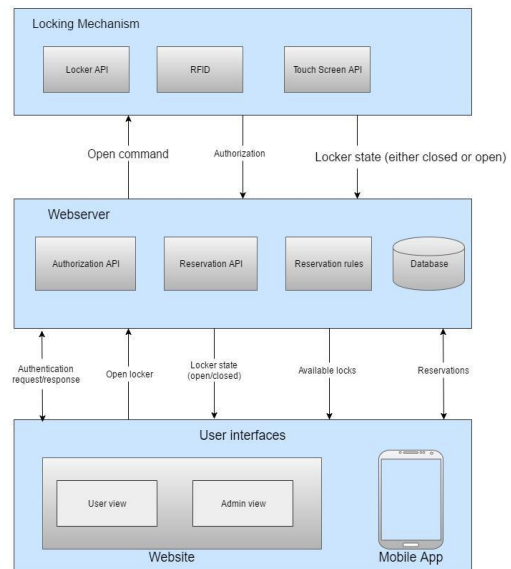 Locking Mechanism
Locker API
RFID
Touch Screen API
Open command
Authorization
Locker state (either closed or open)
Webserver
Authorization API
Reservation API
Reservation rules
Database
Authentication
request/response
Open locker
Locker state
(open/closed)
Available locks
Reservations
User interfaces
User view
Admin view
Website
Mobile App